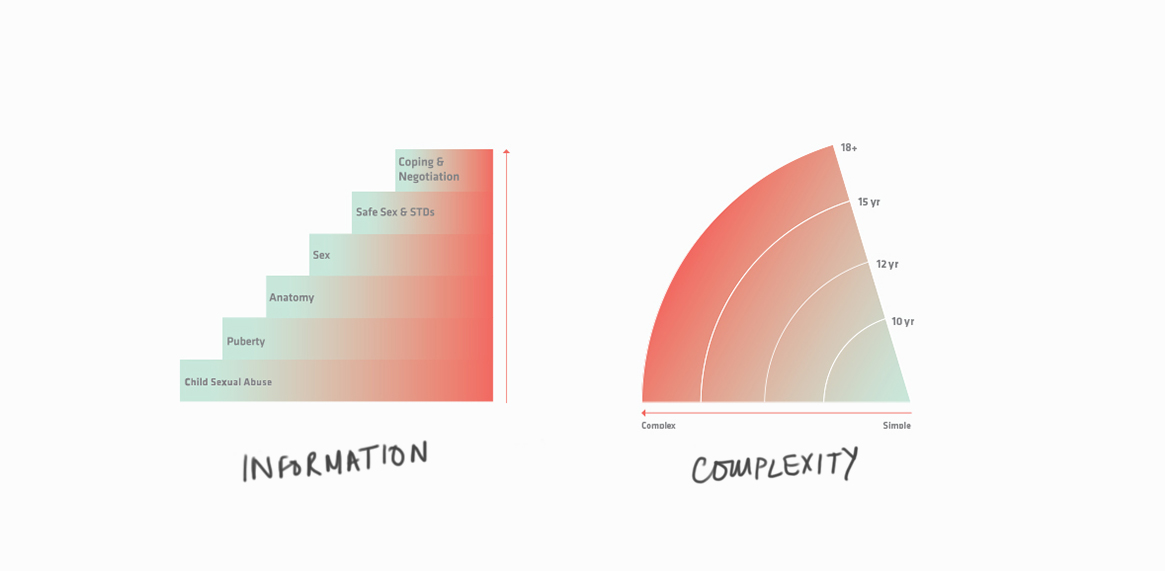 Coping &
Negotiation
Safe Sex & STDs
Sex
Anatomy
Puberty
Child Sexual Abuse
INFORMATION
18+
15 yr
12 yr
10 yr
Complex
Simple
COMPLEXITY